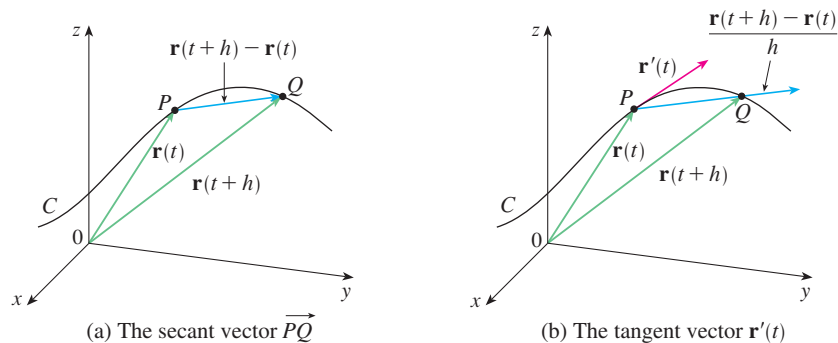 z
r(t+h) − r(t)
P
Q
r(t)
r(t+h)
C
0
x
y
(a) The secant vector PQ
z
r(t+h) − r(t)
h
r′(t)
P
Q
r(t)
r(t+h)
C
0
x
y
(b) The tangent vector r′(t)